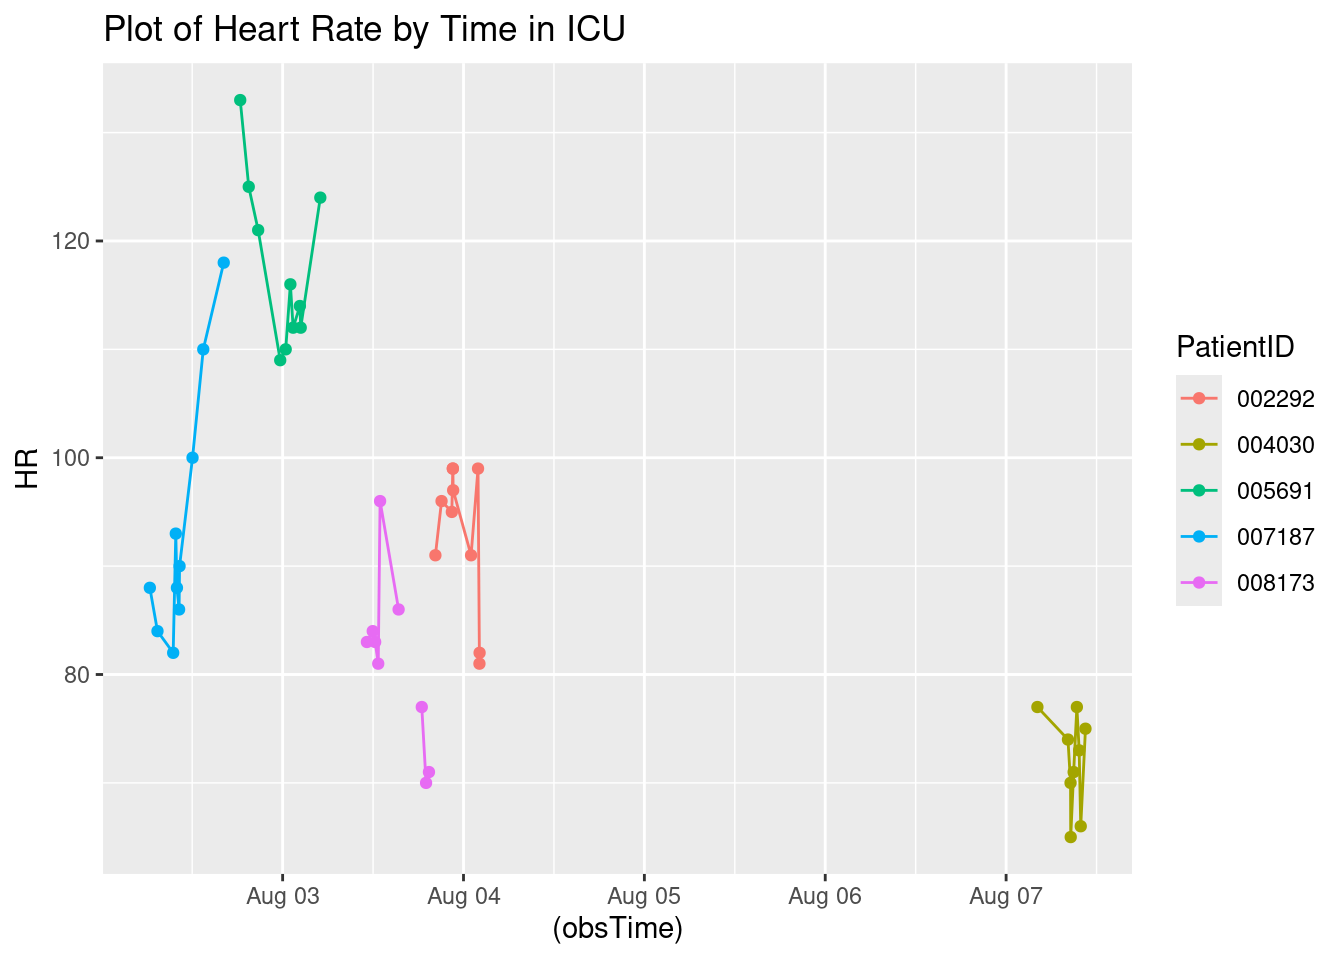 Plot of Heart Rate by Time in ICU
HR
120
100
80
Aug 03
Aug 04
Aug 05
Aug 06
Aug 07
(obsTime)
PatientID
002292
004030
005691
007187
008173